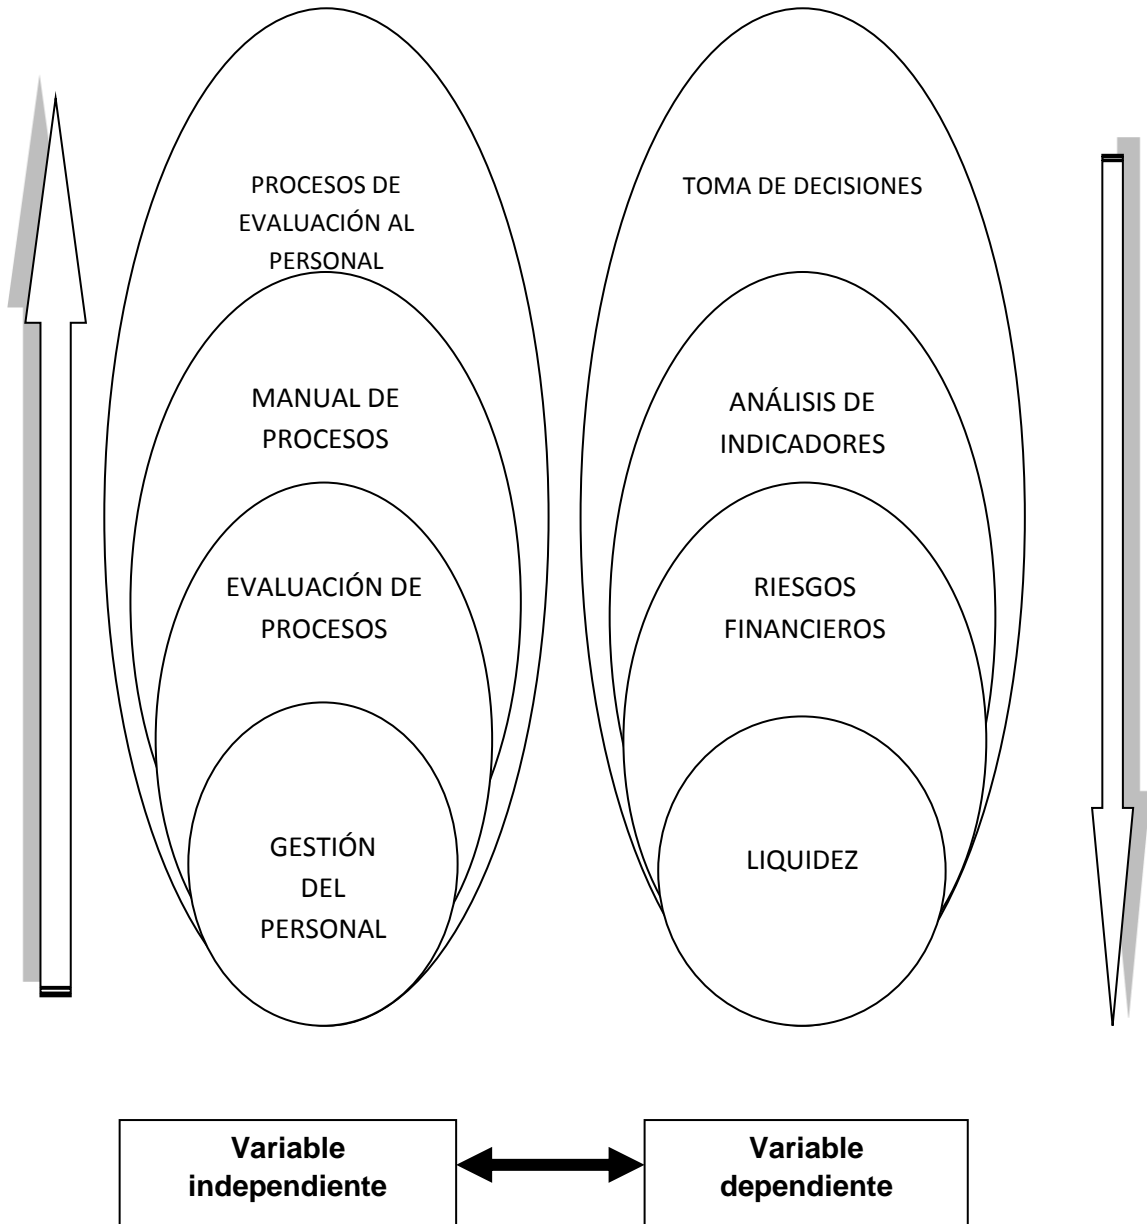 PROCESOS DE
EVALUACIÓN AL
PERSONAL
MANUAL DE
PROCESOS
EVALUACIÓN DE
PROCESOS
GESTIÓN
DEL
PERSONAL
TOMA DE DECISIONES
ANÁLISIS DE
INDICADORES
RIESGOS
FINANCIEROS
LIQUIDEZ
Variable
independiente
Variable
dependiente